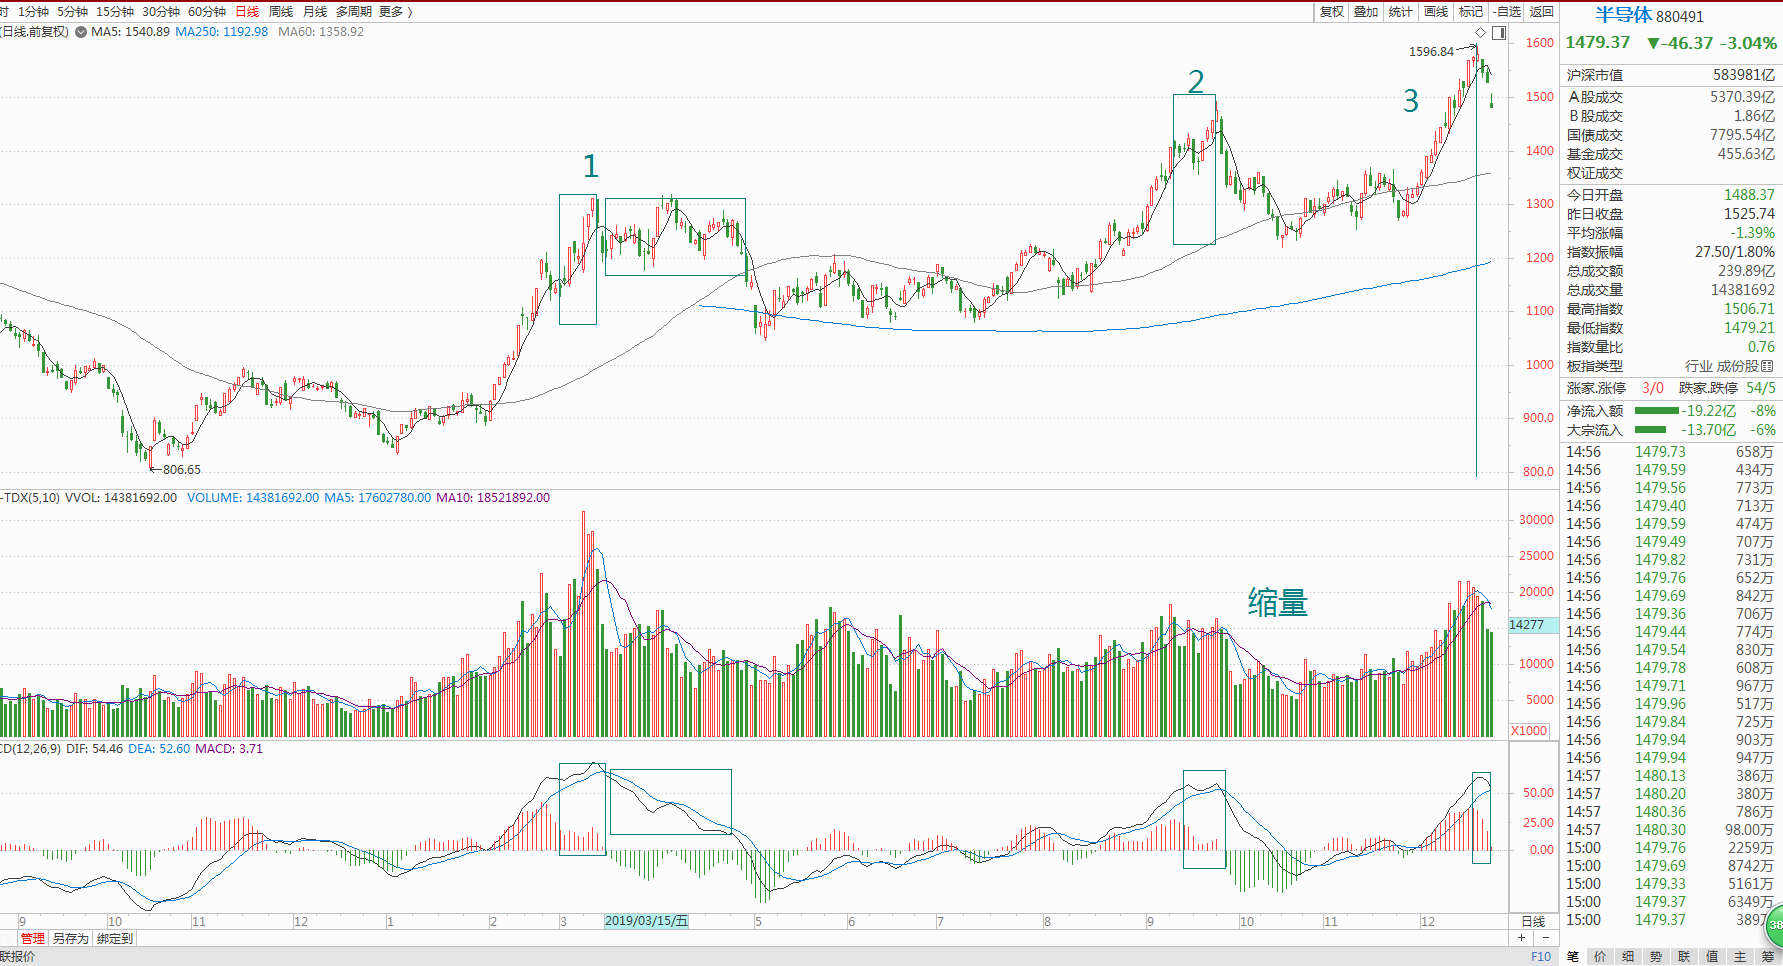 时 1分钟 5分钟 15分钟 30分钟 60分钟 日线 周线 月线 多周期 更多 〉 复权 叠加 统计 画线 标记 -自选 返回
(日线.前复权) MA5: 1540.89 MA250: 1192.98 MA60: 1358.92
1596.84
1600
1500
1400
1300
1200
1100
1000
900.0
800.0
1
2
3
806.65
-TDX(5,10) VVOL: 14381692.00 VOLUME: 14381692.00 MA5: 17602780.00 MA10: 18521892.00
30000
25000
20000
14277
10000
5000
X1000
缩量
CD(12,26,9) DIF: 54.46 DEA: 52.60 MACD: 3.71
50.00
25.00
0.00
9 10 11 12 1 2 3 2019/03/15/五 5 6 7 8 9 10 11 12 日线
管理 另存为 绑定到 + -
联报价 F10
半导体 880491
1479.37 ▼-46.37 -3.04%
沪深市值 583981亿
A股成交 5370.39亿
B股成交 1.86亿
国债成交 7795.54亿
基金成交 455.63亿
权证成交
今日开盘 1488.37
昨日收盘 1525.74
平均涨幅 -1.39%
指数振幅 27.50/1.80%
总成交额 239.89亿
总成交量 14381692
最高指数 1506.71
最低指数 1479.21
指数量比 0.76
板指类型 行业 成份股
涨家.涨停 3/0 跌家.跌停 54/5
净流入额 -19.22亿 -8%
大宗流入 -13.70亿 -6%
14:56 1479.73 658万
14:56 1479.59 434万
14:56 1479.56 773万
14:56 1479.40 713万
14:56 1479.59 474万
14:56 1479.49 707万
14:56 1479.82 731万
14:56 1479.76 652万
14:56 1479.69 842万
14:56 1479.36 706万
14:56 1479.44 774万
14:56 1479.54 830万
14:56 1479.78 608万
14:56 1479.71 967万
14:56 1479.96 517万
14:56 1479.84 725万
14:56 1479.94 903万
14:56 1479.94 947万
14:57 1480.13 386万
14:57 1480.20 380万
14:57 1480.36 786万
14:57 1480.30 98.00万
15:00 1479.76 2259万
15:00 1479.69 8742万
15:00 1479.33 5161万
15:00 1479.37 6349万
15:00 1479.37 389万
38
笔 价 细 势 联 值 主 筹